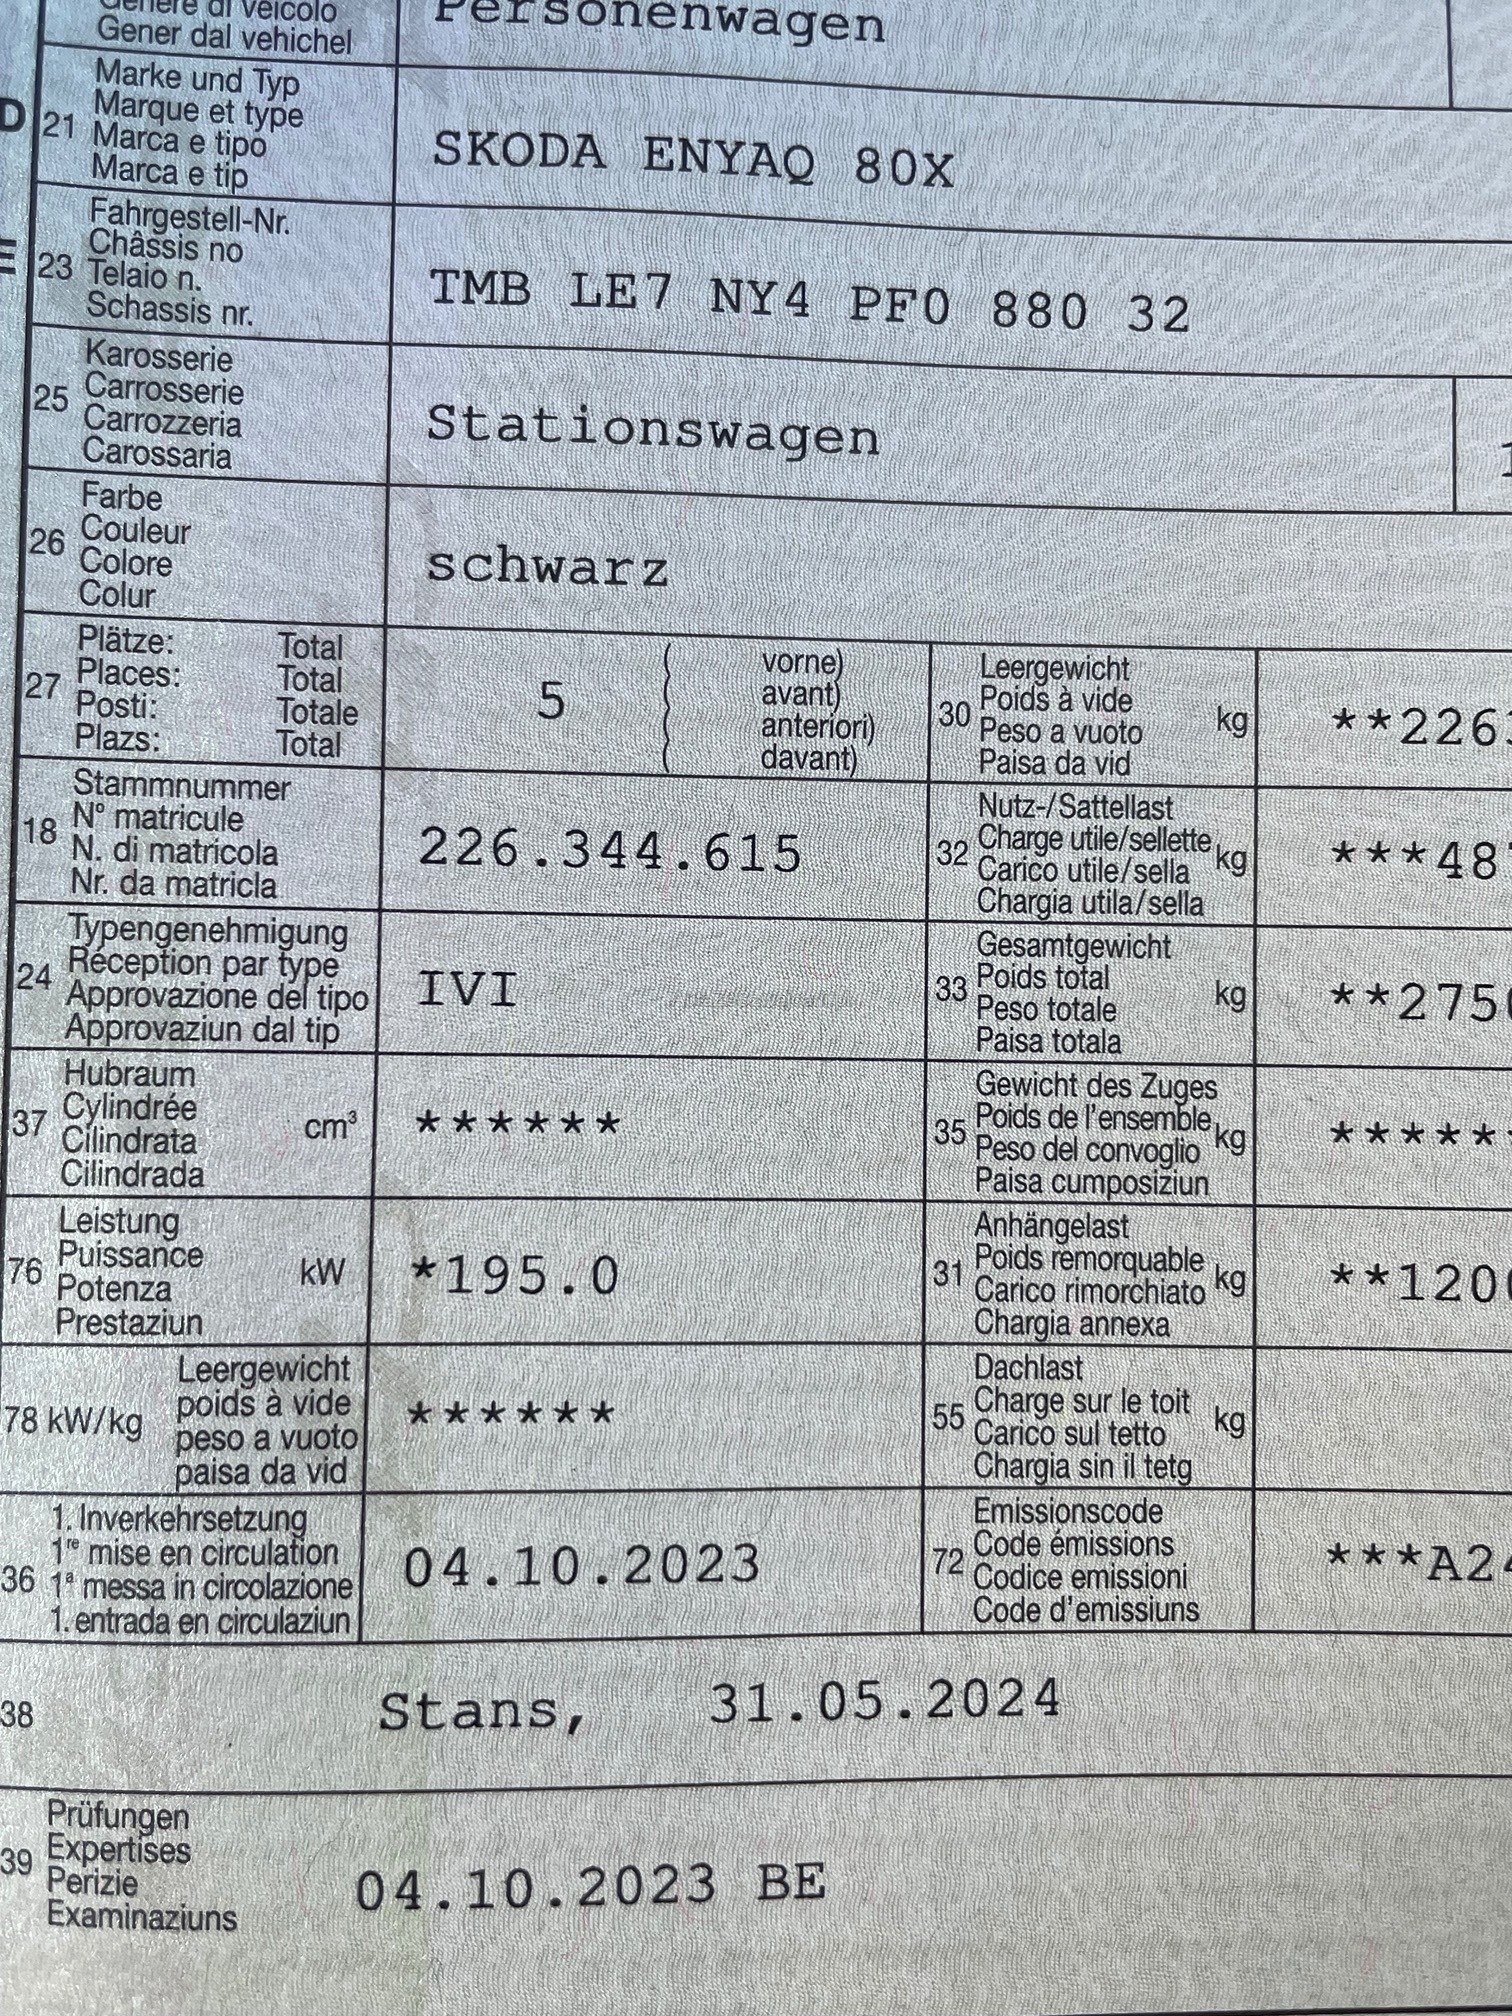 Genere di veicolo
Gener dal vehichel
Personenwagen
D
21
Marke und Typ
Marque et type
Marca e tipo
Marca e tip
SKODA ENYAQ 80X
E
23
Fahrgestell-Nr.
Châssis no
Telaio n.
Schassis nr.
TMB LE7 NY4 PF0 880 32
25
Karosserie
Carrosserie
Carrozzeria
Carossaria
Stationswagen
26
Farbe
Couleur
Colore
Colur
schwarz
27
Plätze: Total
Places: Total
Posti: Totale
Plazs: Total
5
( vorne)
avant)
anteriori)
davant)
30
Leergewicht
Poids à vide
Peso a vuoto
Paisa da vid
kg
**226
18
Stammnummer
N° matricule
N. di matricola
Nr. da matricla
226.344.615
32
Nutz-/Sattellast
Charge utile/sellette
Carico utile/sella
Chargia utila/sella
kg
***48
24
Typengenehmigung
Réception par type
Approvazione del tipo
Approvaziun dal tip
IVI
33
Gesamtgewicht
Poids total
Peso totale
Paisa totala
kg
**275
37
Hubraum
Cylindrée
Cilindrata
Cilindrada
cm³
******
35
Gewicht des Zuges
Poids de l'ensemble
Peso del convoglio
Paisa cumposiziun
kg
*****
76
Leistung
Puissance
Potenza
Prestaziun
kW
*195.0
31
Anhängelast
Poids remorquable
Carico rimorchiato
Chargia annexa
kg
**120
78 kW/kg
Leergewicht
poids à vide
peso a vuoto
paisa da vid
******
55
Dachlast
Charge sur le toit
Carico sul tetto
Chargia sin il tetg
kg
36
1. Inverkehrsetzung
1re mise en circulation
1ª messa in circolazione
1. entrada en circulaziun
04.10.2023
72
Emissionscode
Code émissions
Codice emissioni
Code d'emissiuns
***A2
38
Stans, 31.05.2024
39
Prüfungen
Expertises
Perizie
Examinaziuns
04.10.2023 BE